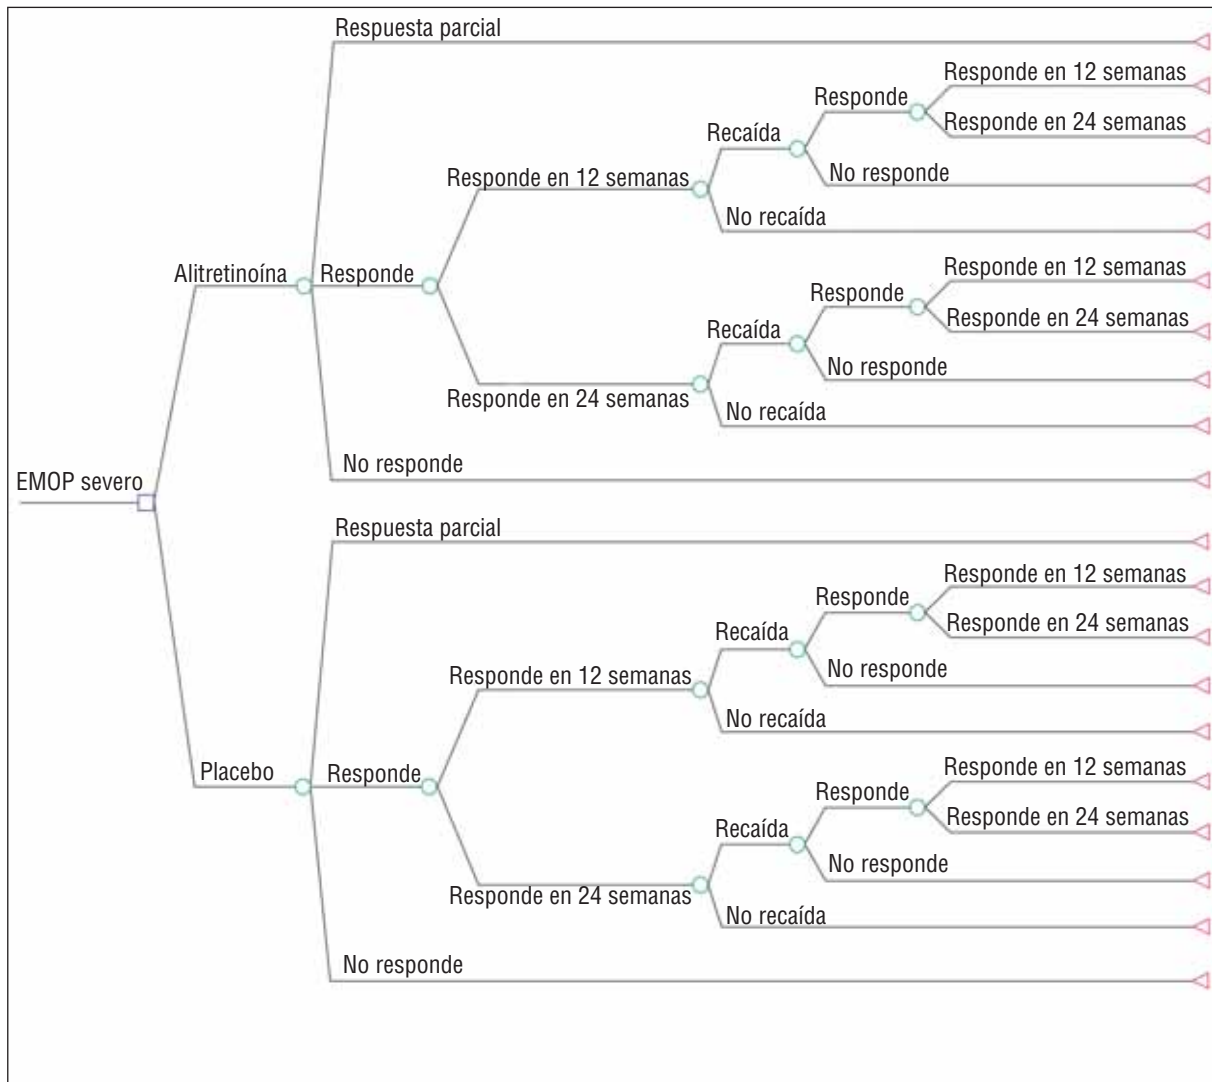 Respuesta parcial
Responde en 12 semanas
Responde
Responde en 24 semanas
Recaída
No responde
Responde en 12 semanas
No recaída
Alitretinoína
Responde
Responde en 12 semanas
Responde
Responde en 24 semanas
Recaída
No responde
Responde en 24 semanas
No recaída
No responde
EMOP severo
Respuesta parcial
Responde en 12 semanas
Responde
Responde en 24 semanas
Recaída
No responde
Responde en 12 semanas
No recaída
Placebo
Responde
Responde en 12 semanas
Responde
Responde en 24 semanas
Recaída
No responde
Responde en 24 semanas
No recaída
No responde